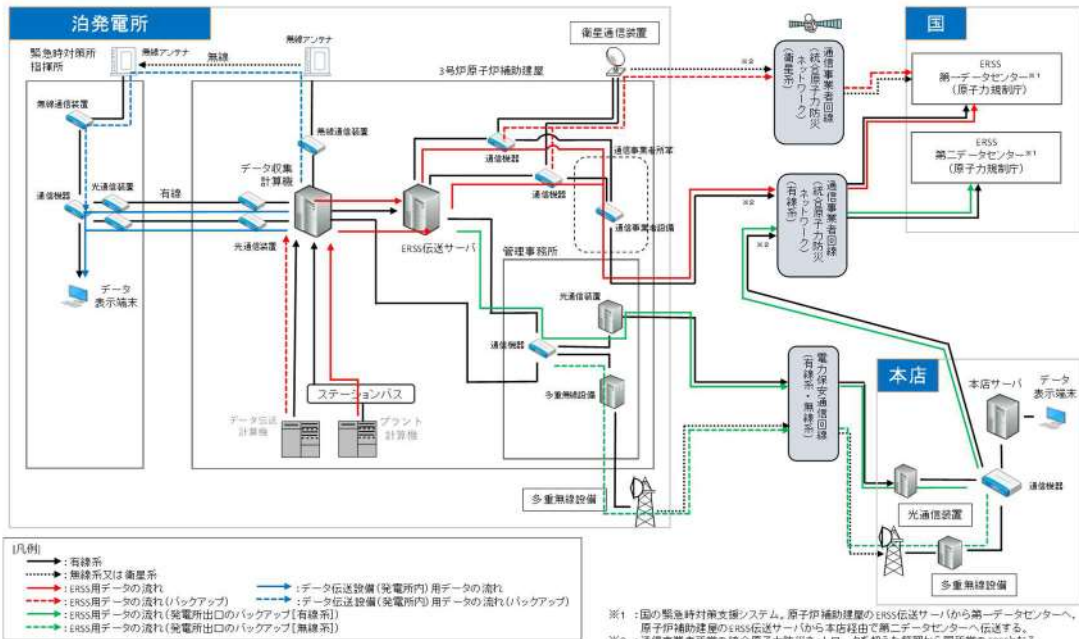 泊発電所
緊急時対策所
指揮所
無線アンテナ
無線
無線アンテナ
3号炉原子炉補助建屋
衛星通信装置
無線通信装置
無線通信装置
通信機器
光通信装置
有線
データ収集
計算機
光通信装置
データ
表示端末
ERSS伝送サーバ
通信機器
通信機器
通信事業者所掌
通信事業者設備
管理事務所
光通信装置
通信機器
多重無線設備
ステーションバス
データ伝送
計算機
プラント
計算機
多重無線設備
※2
通信事業者回線
(統合原子力防災
ネットワーク)
(衛星系)
※2
通信事業者回線
(統合原子力防災
ネットワーク)
(有線系)
※2
電力保安通信回線
(有線系・無線系)
国
ERSS
第一データセンター※1
(原子力規制庁)
ERSS
第二データセンター※1
(原子力規制庁)
本店
本店サーバ
データ
表示端末
通信機器
光通信装置
多重無線設備
[凡例]
:有線系
:無線系又は衛星系
:ERSS用データの流れ
:データ伝送設備(発電所内)用データの流れ
:ERSS用データの流れ(バックアップ)
:データ伝送設備(発電所内)用データの流れ(バックアップ)
:ERSS用データの流れ(発電所出口のバックアップ[有線系])
:ERSS用データの流れ(発電所出口のバックアップ[無線系])
※1 :国の緊急時対策支援システム。原子炉補助建屋のERSS伝送サーバから第一データセンターへ、
原子炉補助建屋のERSS伝送サーバから本店経由で第二データセンターへ伝送する。